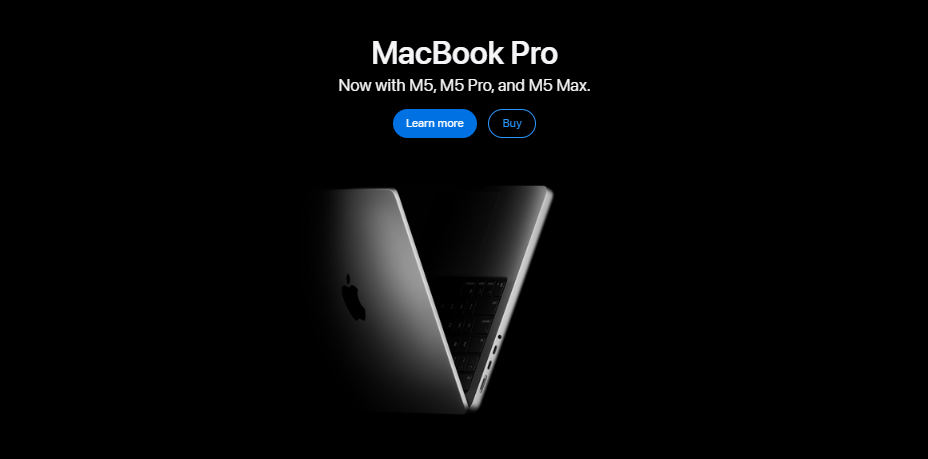 MacBook Pro
Now with M5, M5 Pro, and M5 Max.
Learn more
Buy